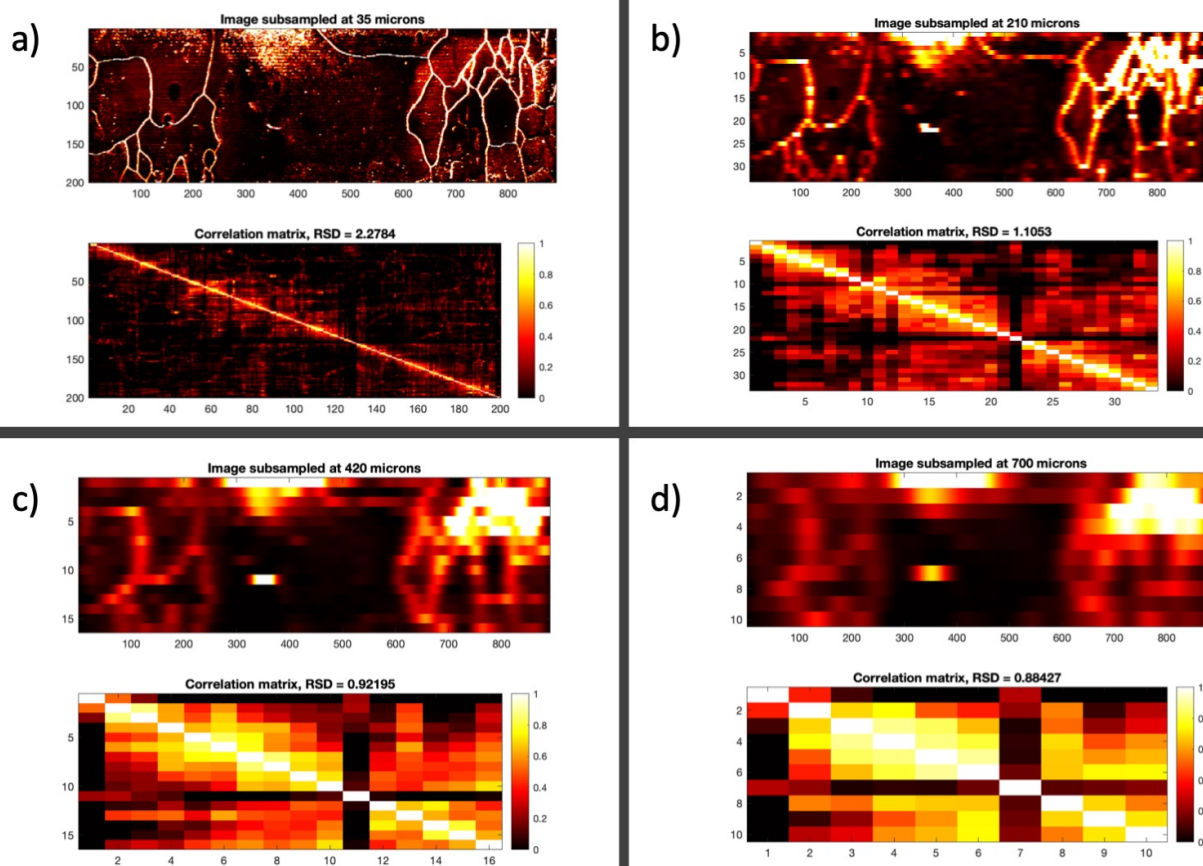 a)
Image subsampled at 35 microns
50
100
150
200
100 200 300 400 500 600 700 800
Correlation matrix, RSD = 2.2784
50
100
150
200
20 40 60 80 100 120 140 160 180 200
1
0.8
0.6
0.4
0.2
0
b)
Image subsampled at 210 microns
5
10
15
20
25
30
100 200 300 400 500 600 700 800
Correlation matrix, RSD = 1.1053
5
10
15
20
25
30
5 10 15 20 25 30
1
0.8
0.6
0.4
0.2
0
c)
Image subsampled at 420 microns
5
10
15
100 200 300 400 500 600 700 800
Correlation matrix, RSD = 0.92195
5
10
15
2 4 6 8 10 12 14 16
1
0.8
0.6
0.4
0.2
0
d)
Image subsampled at 700 microns
2
4
6
8
10
100 200 300 400 500 600 700 800
Correlation matrix, RSD = 0.88427
2
4
6
8
10
1 2 3 4 5 6 7 8 9 10